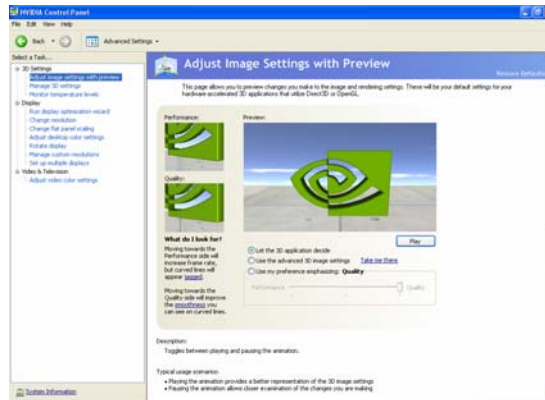 NVIDIA Control Panel
File Edit View Help
Back Advanced Settings
Select a Task...
3D Settings
Adjust image settings with preview
Manage 3D settings
Monitor temperature levels
Display
Run display optimization wizard
Change resolution
Change flat panel scaling
Adjust desktop color settings
Rotate display
Manage custom resolutions
Set up multiple displays
Video & Television
Adjust video color settings
System Information
Adjust Image Settings with Preview
Restore Defaults
This page allows you to preview changes you make to the image and rendering settings. These will be your default settings for your
hardware-accelerated 3D applications that utilize Direct3D or OpenGL.
Performance:
Quality:
What do I look for?
Moving towards the
Performance side will
increase frame rate,
but curved lines will
appear jagged.
Moving towards the
Quality side will improve
the smoothness you
can see on curved lines.
Preview:
Play
Let the 3D application decide
Use the advanced 3D image settings Take me there
Use my preference emphasizing: Quality
Performance Quality
Description:
Toggles between playing and pausing the animation.
Typical usage scenarios:
• Playing the animation provides a better representation of the 3D image settings
• Pausing the animation allows closer examination of the changes you are making